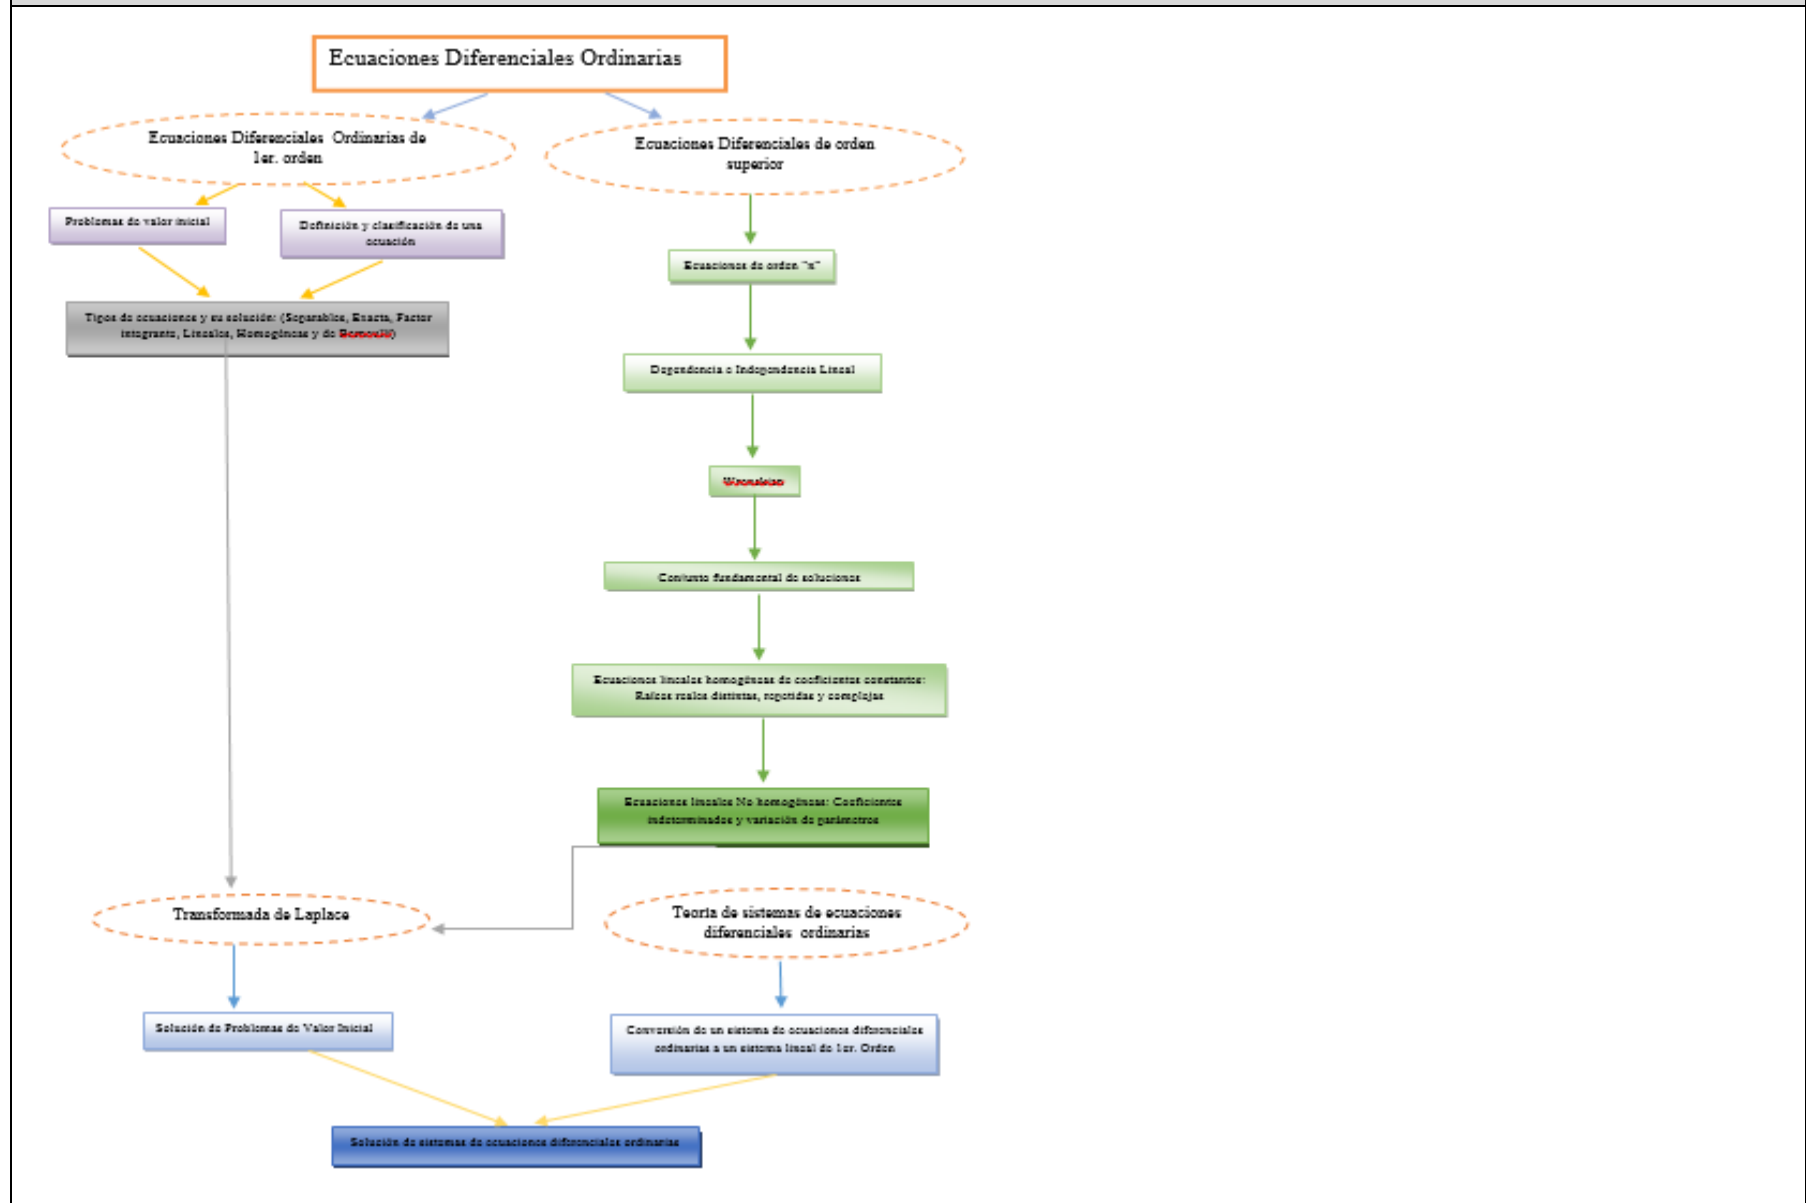 Ecuaciones Diferenciales Ordinarias
Ecuaciones Diferenciales Ordinarias de
1er. orden
Ecuaciones Diferenciales de orden
superior
Problemas de valor inicial
Definición y clasificación de una
ecuación
Ecuaciones de orden "n"
Tipos de ecuaciones y su solución: (Separables, Exacta, Factor
integrante, Lineales, Homogéneas y de Bernoulli)
Dependencia e Independencia Lineal
Wronskian
Conjunto fundamental de soluciones
Ecuaciones lineales homogéneas de coeficientes constantes:
Raíces reales distintas, repetidas y complejas
Ecuaciones lineales No homogéneas: Coeficientes
indeterminados y variación de parámetros
Transformada de Laplace
Teoría de sistemas de ecuaciones
diferenciales ordinarias
Solución de Problemas de Valor Inicial
Conversión de un sistema de ecuaciones diferenciales
ordinarias a un sistema lineal de 1er. Orden
Solución de sistemas de ecuaciones diferenciales ordinarias